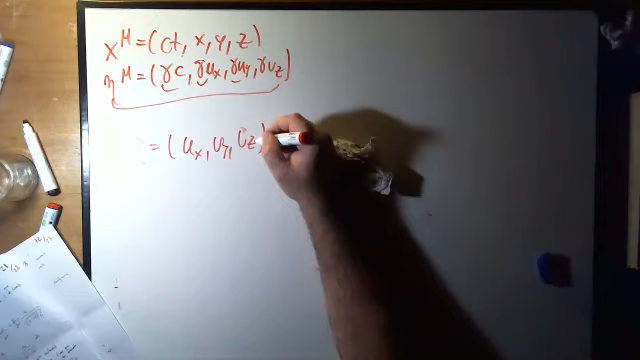 x^μ = (ct, x, y, z)
η^μ = (γc, γu_x, γu_y, γu_z)
= (u_x, u_y, u_z)